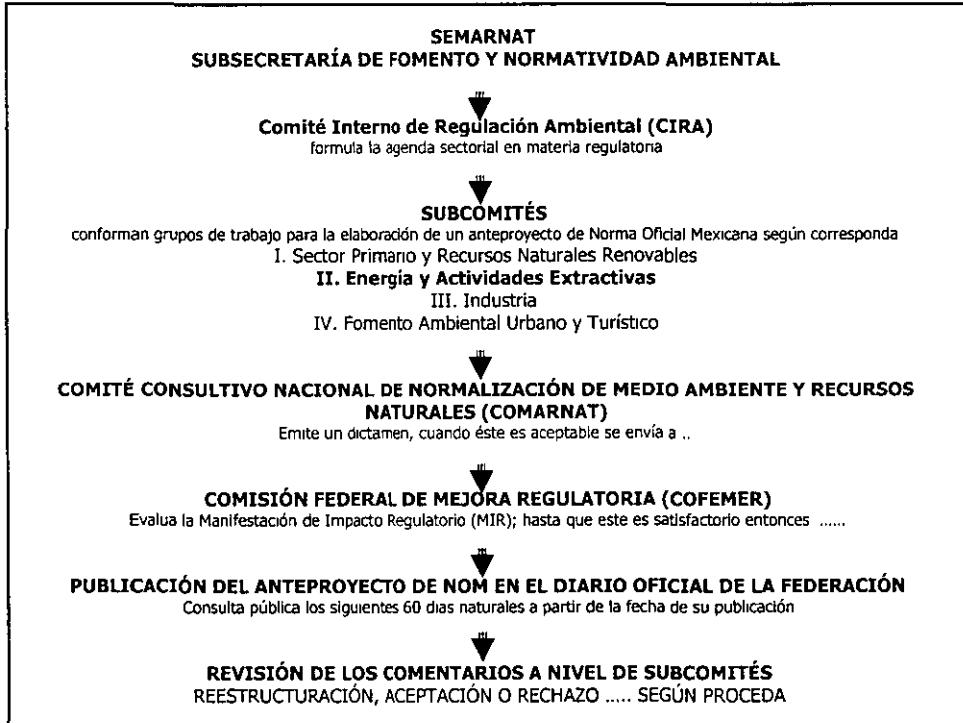 SEMARNAT
SUBSECRETARÍA DE FOMENTO Y NORMATIVIDAD AMBIENTAL
Comité Interno de Regulación Ambiental (CIRA)
formula la agenda sectorial en materia regulatoria
SUBCOMITÉS
conforman grupos de trabajo para la elaboración de un anteproyecto de Norma Oficial Mexicana según corresponda
I. Sector Primario y Recursos Naturales Renovables
II. Energía y Actividades Extractivas
III. Industria
IV. Fomento Ambiental Urbano y Turístico
COMITÉ CONSULTIVO NACIONAL DE NORMALIZACIÓN DE MEDIO AMBIENTE Y RECURSOS
NATURALES (COMARNAT)
Emite un dictamen, cuando éste es aceptable se envía a ..
COMISIÓN FEDERAL DE MEJORA REGULATORIA (COFEMER)
Evalua la Manifestación de Impacto Regulatorio (MIR); hasta que este es satisfactorio entonces ......
PUBLICACIÓN DEL ANTEPROYECTO DE NOM EN EL DIARIO OFICIAL DE LA FEDERACIÓN
Consulta pública los siguientes 60 dias naturales a partir de la fecha de su publicación
REVISIÓN DE LOS COMENTARIOS A NIVEL DE SUBCOMITÉS
REESTRUCTURACIÓN, ACEPTACIÓN O RECHAZO ..... SEGÚN PROCEDA